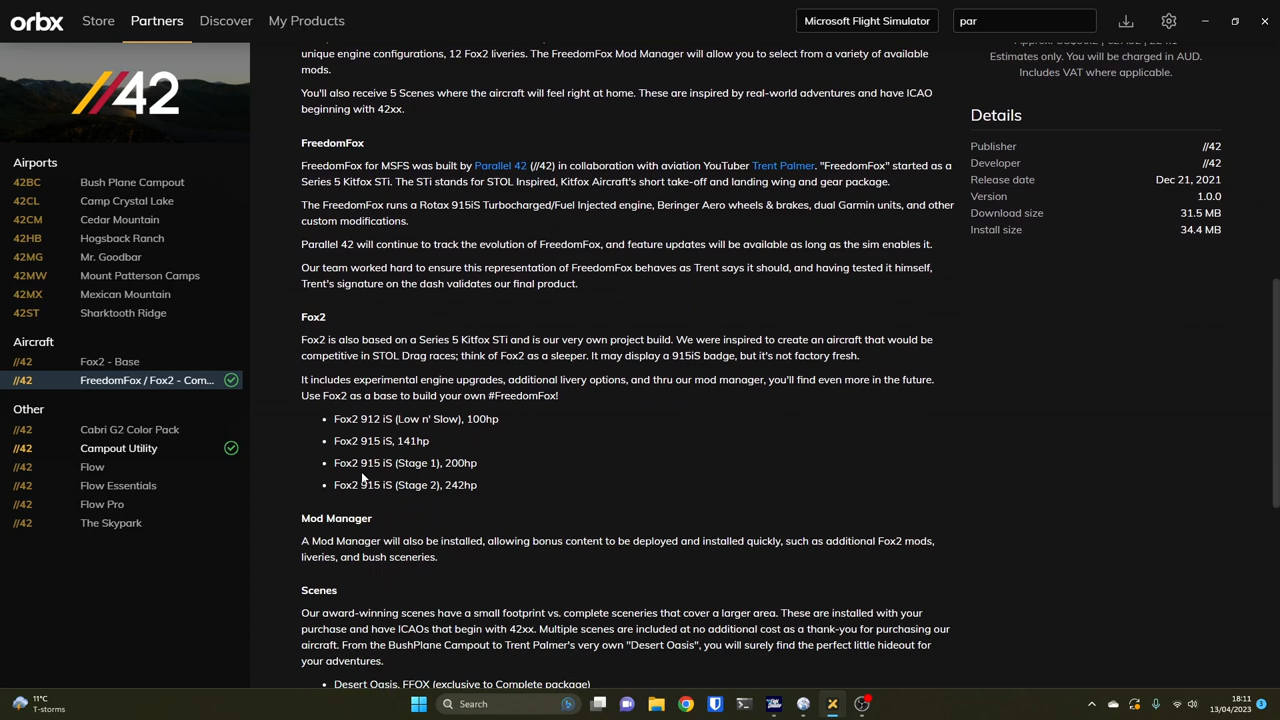 orbx Store Partners Discover My Products Microsoft Flight Simulator par
//42
Airports
42BC Bush Plane Campout
42CL Camp Crystal Lake
42CM Cedar Mountain
42HB Hogsback Ranch
42MG Mr. Goodbar
42MW Mount Patterson Camps
42MX Mexican Mountain
42ST Sharktooth Ridge
Aircraft
//42 Fox2 - Base
//42 FreedomFox / Fox2 - Com...
Other
//42 Cabri G2 Color Pack
//42 Campout Utility
//42 Flow
//42 Flow Essentials
//42 Flow Pro
//42 The Skypark
unique engine configurations, 12 Fox2 liveries. The FreedomFox Mod Manager will allow you to select from a variety of available
mods.
You'll also receive 5 Scenes where the aircraft will feel right at home. These are inspired by real-world adventures and have ICAO
beginning with 42xx.
FreedomFox
FreedomFox for MSFS was built by Parallel 42 (//42) in collaboration with aviation YouTuber Trent Palmer. "FreedomFox" started as a
Series 5 Kitfox STi. The STi stands for STOL Inspired, Kitfox Aircraft's short take-off and landing wing and gear package.
The FreedomFox runs a Rotax 915iS Turbocharged/Fuel Injected engine, Beringer Aero wheels & brakes, dual Garmin units, and other
custom modifications.
Parallel 42 will continue to track the evolution of FreedomFox, and feature updates will be available as long as the sim enables it.
Our team worked hard to ensure this representation of FreedomFox behaves as Trent says it should, and having tested it himself,
Trent's signature on the dash validates our final product.
Fox2
Fox2 is also based on a Series 5 Kitfox STi and is our very own project build. We were inspired to create an aircraft that would be
competitive in STOL Drag races; think of Fox2 as a sleeper. It may display a 915iS badge, but it's not factory fresh.
It includes experimental engine upgrades, additional livery options, and thru our mod manager, you'll find even more in the future.
Use Fox2 as a base to build your own #FreedomFox!
• Fox2 912 iS (Low n' Slow), 100hp
• Fox2 915 iS, 141hp
• Fox2 915 iS (Stage 1), 200hp
• Fox2 915 iS (Stage 2), 242hp
Mod Manager
A Mod Manager will also be installed, allowing bonus content to be deployed and installed quickly, such as additional Fox2 mods,
liveries, and bush sceneries.
Scenes
Our award-winning scenes have a small footprint vs. complete sceneries that cover a larger area. These are installed with your
purchase and have ICAOs that begin with 42xx. Multiple scenes are included at no additional cost as a thank-you for purchasing our
aircraft. From the BushPlane Campout to Trent Palmer's very own "Desert Oasis", you will surely find the perfect little hideout for
your adventures.
• Desert Oasis, FFOX (exclusive to Complete package)
Estimates only. You will be charged in AUD.
Includes VAT where applicable.
Details
Publisher //42
Developer //42
Release date Dec 21, 2021
Version 1.0.0
Download size 31.5 MB
Install size 34.4 MB
11°C
T-storms
Search
18:11
13/04/2023